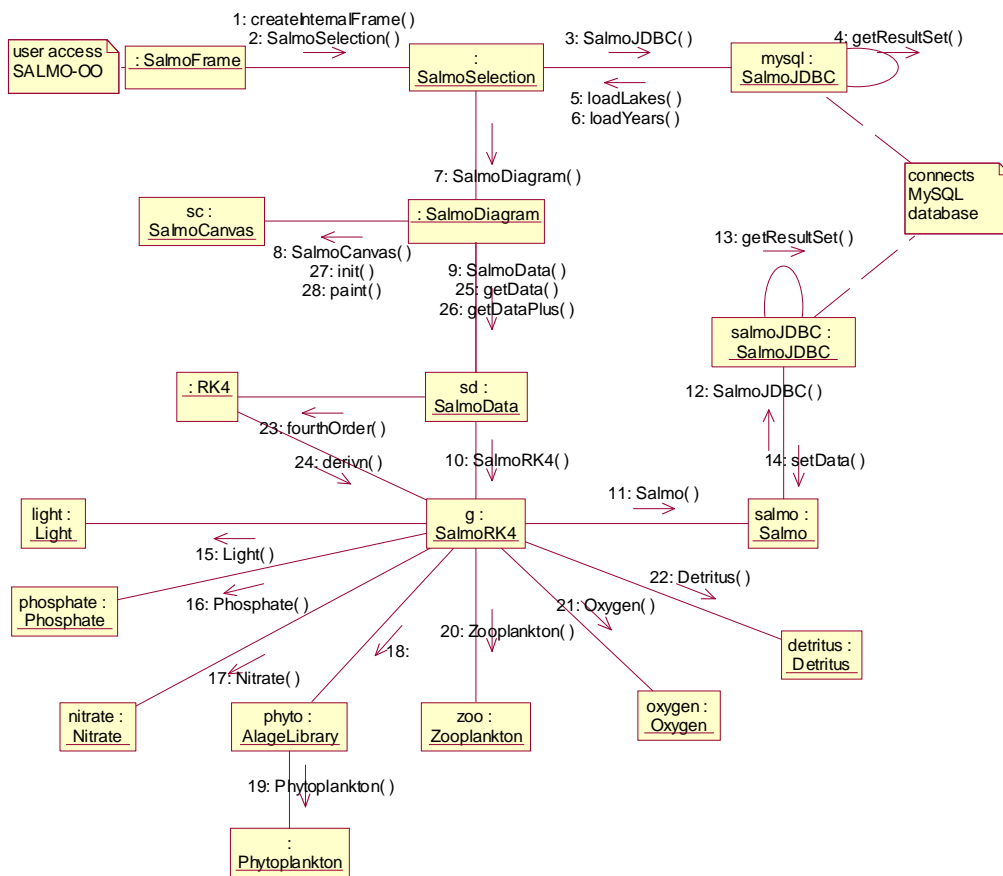 1: createInternalFrame( )
2: SalmoSelection( )
user access
SALMO-OO
: SalmoFrame
:
SalmoSelection
3: SalmoJDBC( )
5: loadLakes( )
6: loadYears( )
4: getResultSet( )
mysql :
SalmoJDBC
7: SalmoDiagram( )
connects
MySQL
database
sc :
SalmoCanvas
: SalmoDiagram
8: SalmoCanvas( )
27: init( )
28: paint( )
9: SalmoData( )
25: getData( )
26: getDataPlus( )
13: getResultSet( )
salmoJDBC :
SalmoJDBC
: RK4
sd :
SalmoData
12: SalmoJDBC( )
23: fourthOrder( )
24: derivn( )
10: SalmoRK4( )
14: setData( )
11: Salmo( )
light :
Light
g :
SalmoRK4
salmo :
Salmo
15: Light( )
phosphate :
Phosphate
16: Phosphate( )
22: Detritus( )
21: Oxygen( )
20: Zooplankton( )
18:
17: Nitrate( )
detritus :
Detritus
nitrate :
Nitrate
phyto :
AlageLibrary
zoo :
Zooplankton
oxygen :
Oxygen
19: Phytoplankton( )
:
Phytoplankton